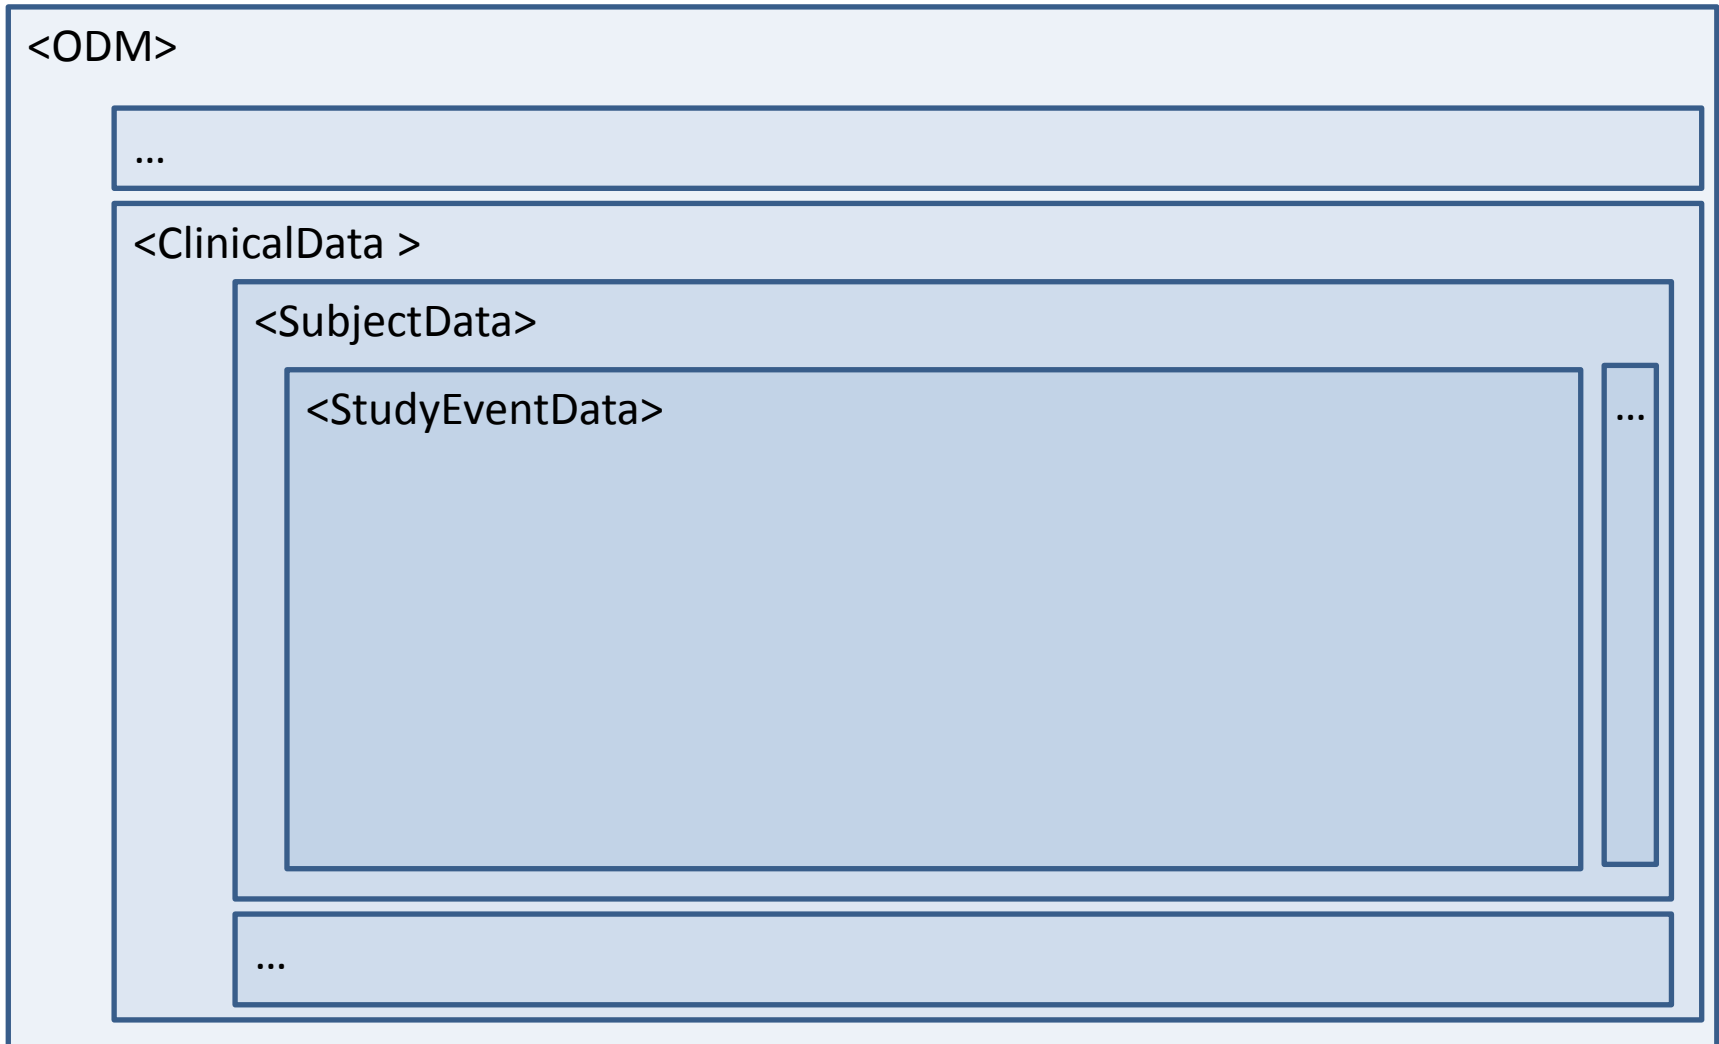 <ODM>
...
<ClinicalData >
<SubjectData>
<StudyEventData>
...
...